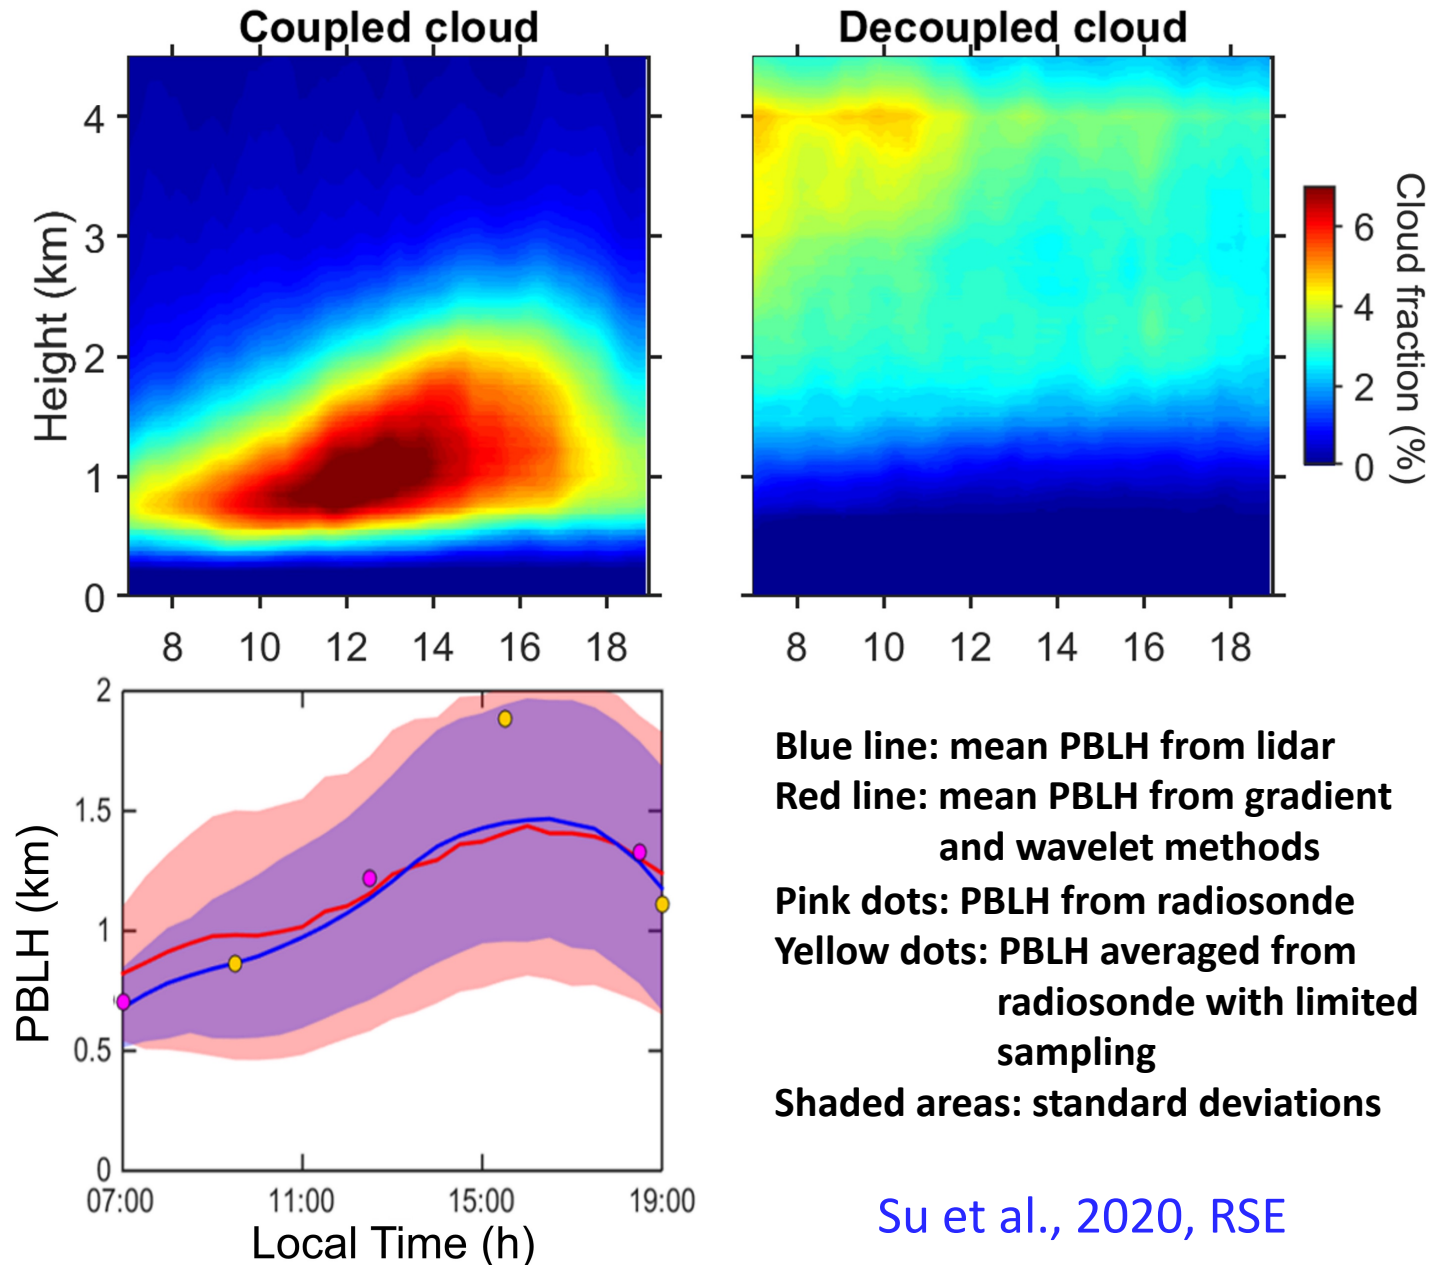 Coupled cloud
Decoupled cloud
Height (km)
4
3
2
1
0
8 10 12 14 16 18
8 10 12 14 16 18
6
4
2
0
Cloud fraction (%)
PBLH (km)
2
1.5
1
0.5
0
07:00 11:00 15:00 19:00
Local Time (h)
Blue line: mean PBLH from lidar
Red line: mean PBLH from gradient
and wavelet methods
Pink dots: PBLH from radiosonde
Yellow dots: PBLH averaged from
radiosonde with limited
sampling
Shaded areas: standard deviations
Su et al., 2020, RSE